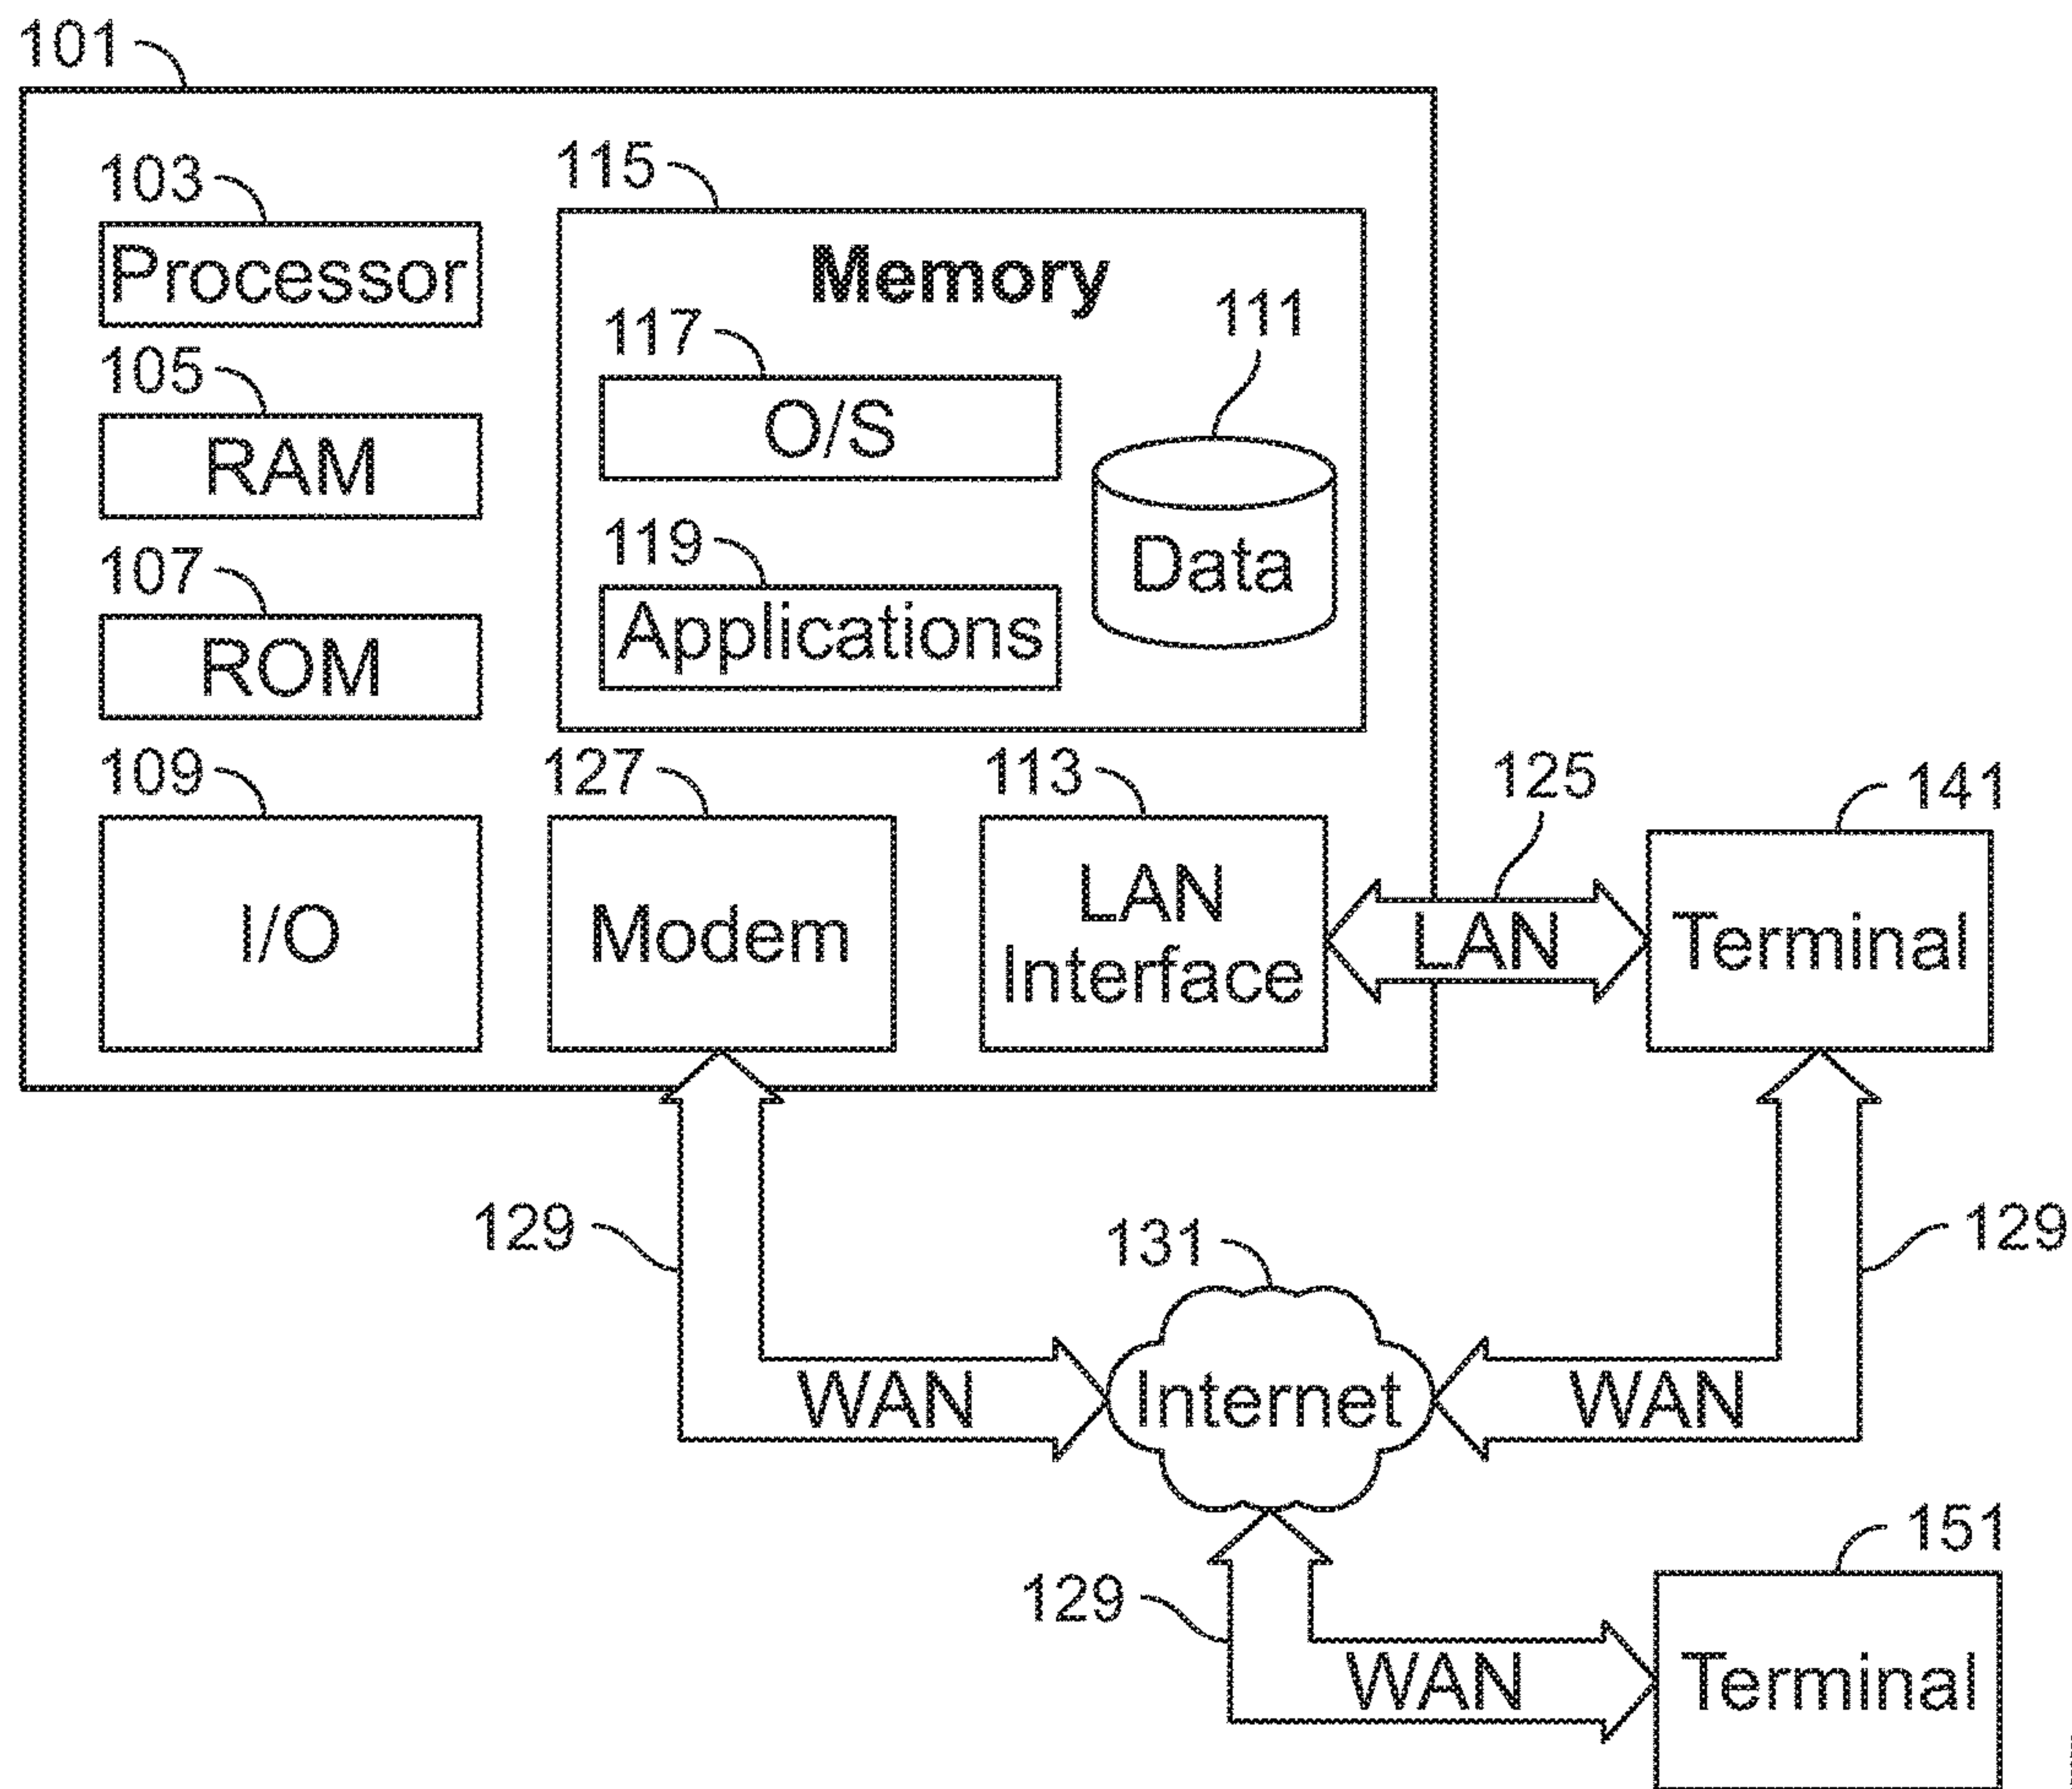 101
103
Processor
105
RAM
107
ROM
115
Memory
117
O/S
111
Data
119
Applications
109
I/O
127
Modem
113
LAN
Interface
125
LAN
141
Terminal
129
WAN
131
Internet
129
WAN
129
WAN
151
Terminal